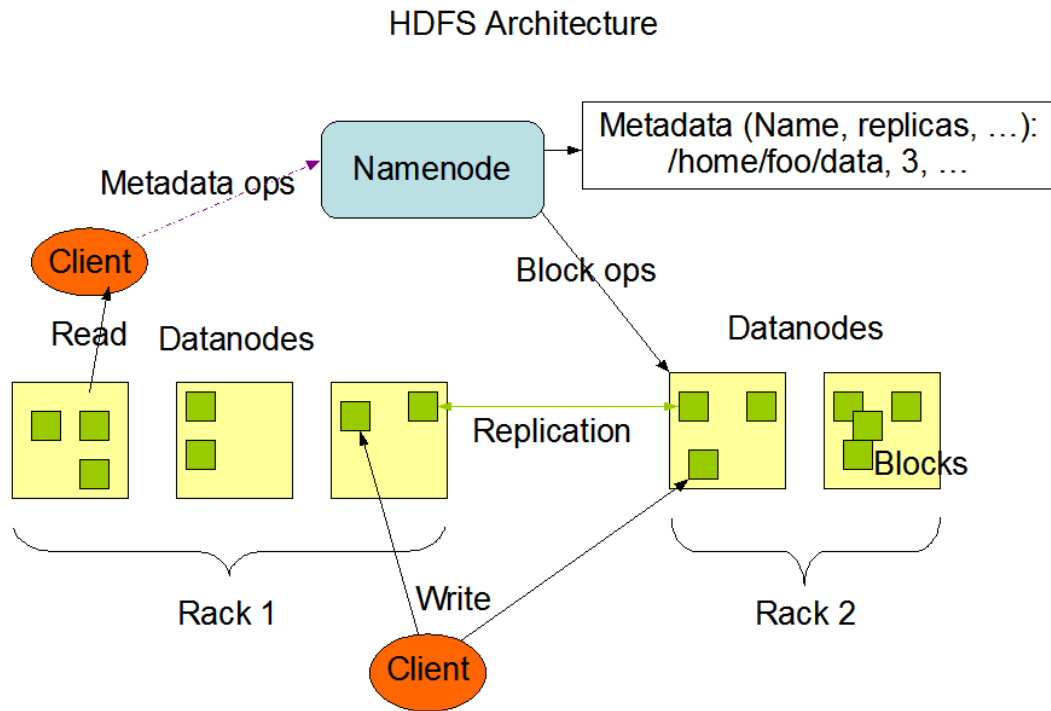 HDFS Architecture
Metadata (Name, replicas, …):
/home/foo/data, 3, …
Namenode
Metadata ops
Client
Block ops
Read
Datanodes
Datanodes
Replication
Blocks
Rack 1
Write
Rack 2
Client